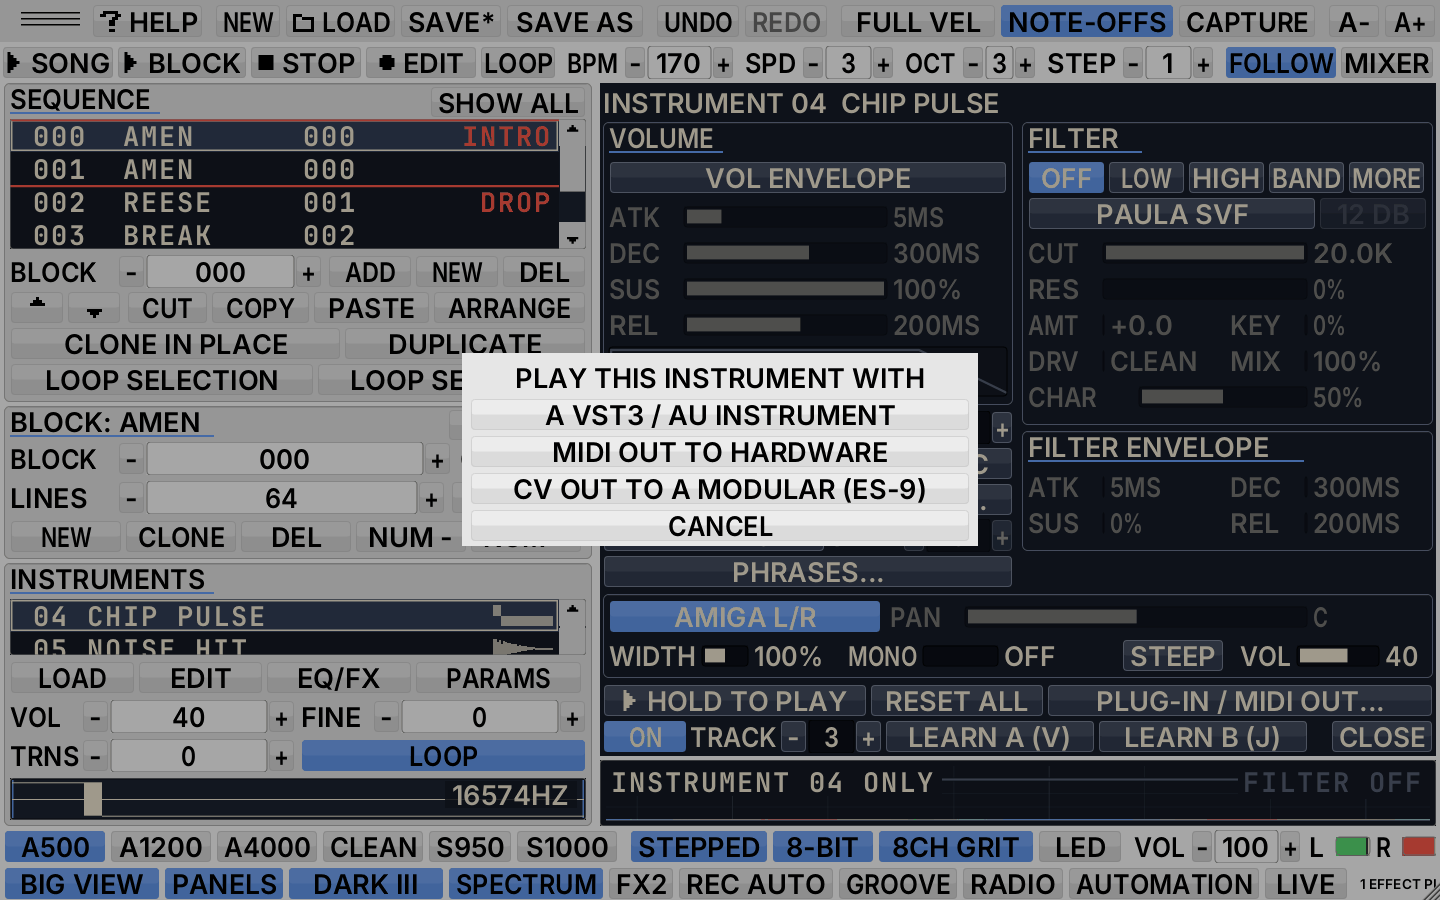 ? HELP NEW LOAD SAVE* SAVE AS UNDO REDO FULL VEL NOTE-OFFS CAPTURE A- A+
SONG BLOCK STOP EDIT LOOP BPM - 170 + SPD - 3 + OCT - 3 + STEP - 1 + FOLLOW MIXER
SEQUENCE SHOW ALL
000 AMEN 000 INTRO
001 AMEN 000
002 REESE 001 DROP
003 BREAK 002
BLOCK - 000 + ADD NEW DEL
CUT COPY PASTE ARRANGE
CLONE IN PLACE DUPLICATE
LOOP SELECTION LOOP SE
BLOCK: AMEN
BLOCK - 000 +
LINES - 64 +
NEW CLONE DEL NUM -
INSTRUMENTS
04 CHIP PULSE
05 NOISE HIT
LOAD EDIT EQ/FX PARAMS
VOL - 40 + FINE - 0 +
TRNS - 0 + LOOP
16574HZ
INSTRUMENT 04 CHIP PULSE
VOLUME
VOL ENVELOPE
ATK 5MS
DEC 300MS
SUS 100%
REL 200MS
FILTER
OFF LOW HIGH BAND MORE
PAULA SVF 12 DB
CUT 20.0K
RES 0%
AMT +0.0 KEY 0%
DRV CLEAN MIX 100%
CHAR 50%
FILTER ENVELOPE
ATK 5MS DEC 300MS
SUS 0% REL 200MS
PLAY THIS INSTRUMENT WITH
A VST3 / AU INSTRUMENT
MIDI OUT TO HARDWARE
CV OUT TO A MODULAR (ES-9)
CANCEL
+
C
.
+
PHRASES...
AMIGA L/R PAN C
WIDTH 100% MONO OFF STEEP VOL 40
HOLD TO PLAY RESET ALL PLUG-IN / MIDI OUT...
ON TRACK - 3 + LEARN A (V) LEARN B (J) CLOSE
INSTRUMENT 04 ONLY FILTER OFF
A500 A1200 A4000 CLEAN S950 S1000 STEPPED 8-BIT 8CH GRIT LED VOL - 100 + L R
BIG VIEW PANELS DARK III SPECTRUM FX2 REC AUTO GROOVE RADIO AUTOMATION LIVE 1 EFFECT PL